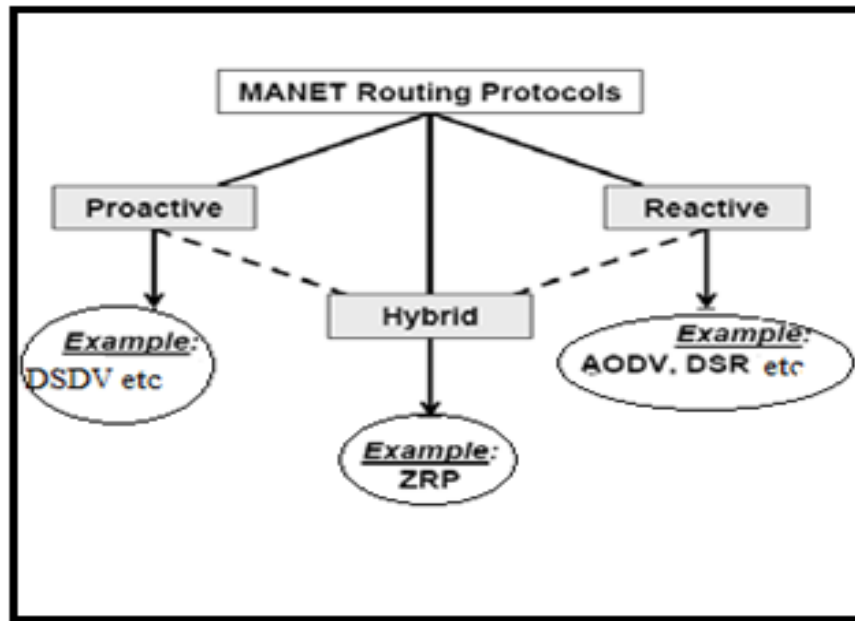 MANET Routing Protocols
Proactive
Reactive
Hybrid
Example:
DSDV etc
Example:
AODV, DSR etc
Example:
ZRP